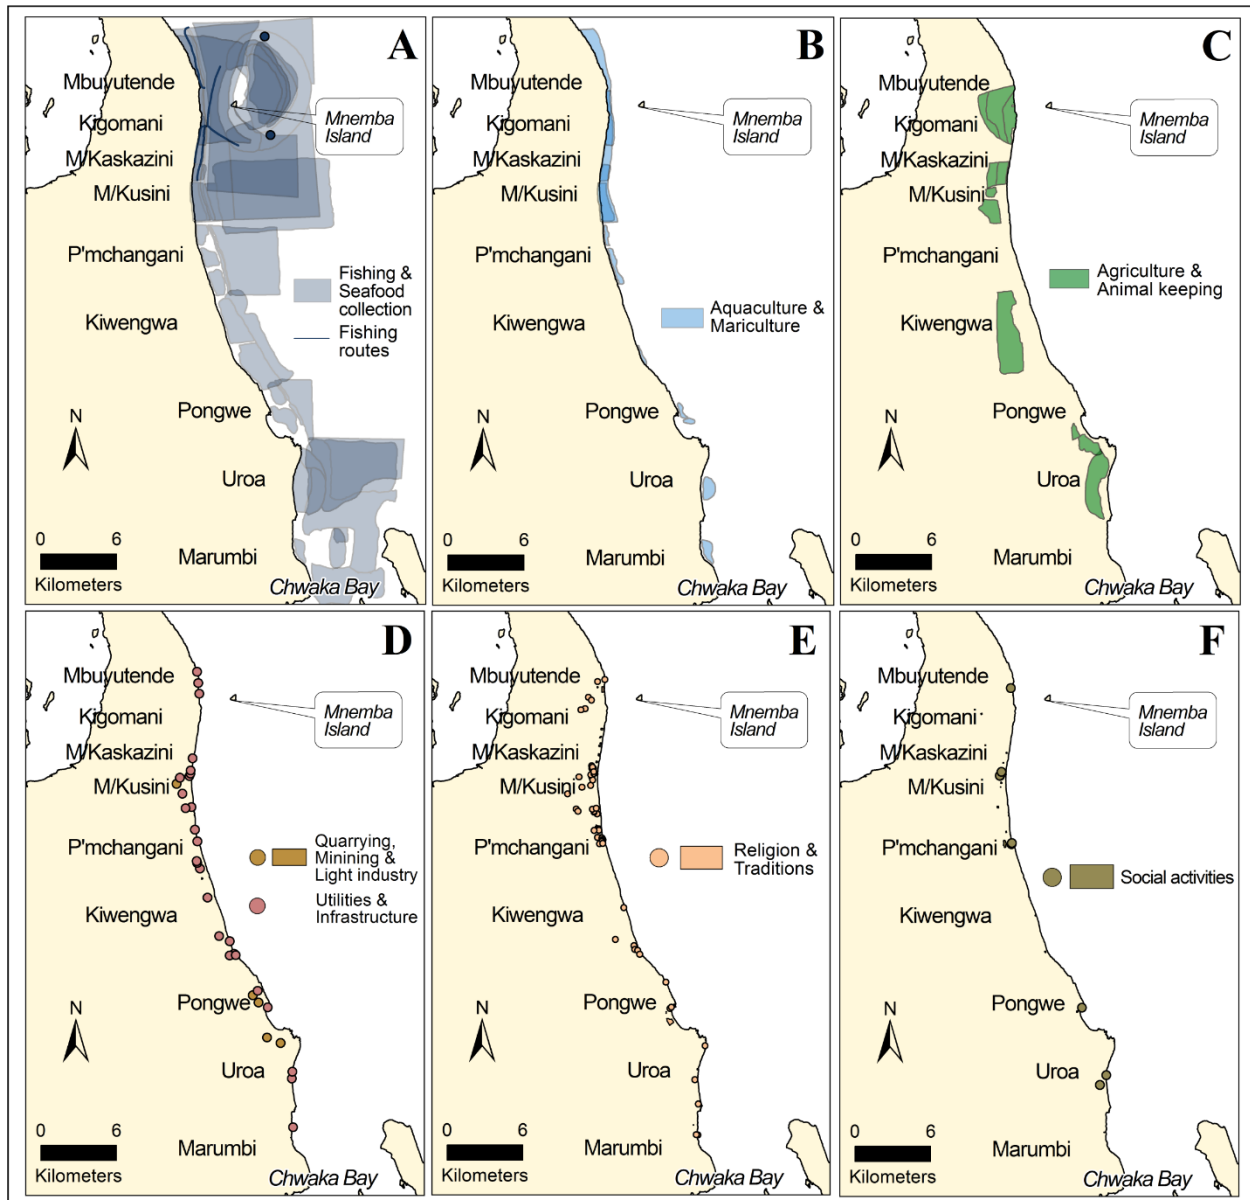 A
Mbuyutende
Kigomani
Mnemba
Island
M/Kaskazini
M/Kusini
P'mchangani
Fishing &
Seafood
collection
Kiwengwa
Fishing
routes
Pongwe
N
Uroa
0 6
Kilometers
Marumbi
Chwaka Bay
B
Mbuyutende
Kigomani
Mnemba
Island
M/Kaskazini
M/Kusini
P'mchangani
Aquaculture &
Mariculture
Kiwengwa
Pongwe
N
Uroa
0 6
Kilometers
Marumbi
Chwaka Bay
C
Mbuyutende
Kigomani
Mnemba
Island
M/Kaskazini
M/Kusini
P'mchangani
Agriculture &
Animal keeping
Kiwengwa
Pongwe
N
Uroa
0 6
Kilometers
Marumbi
Chwaka Bay
D
Mbuyutende
Kigomani
Mnemba
Island
M/Kaskazini
M/Kusini
P'mchangani
Quarrying,
Minining &
Light industry
Utilities &
Infrastructure
Kiwengwa
Pongwe
N
Uroa
0 6
Kilometers
Marumbi
Chwaka Bay
E
Mbuyutende
Kigomani
Mnemba
Island
M/Kaskazini
M/Kusini
P'mchangani
Religion &
Traditions
Kiwengwa
Pongwe
N
Uroa
0 6
Kilometers
Marumbi
Chwaka Bay
F
Mbuyutende
Kigomani
Mnemba
Island
M/Kaskazini
M/Kusini
P'mchangani
Social activities
Kiwengwa
Pongwe
N
Uroa
0 6
Kilometers
Marumbi
Chwaka Bay